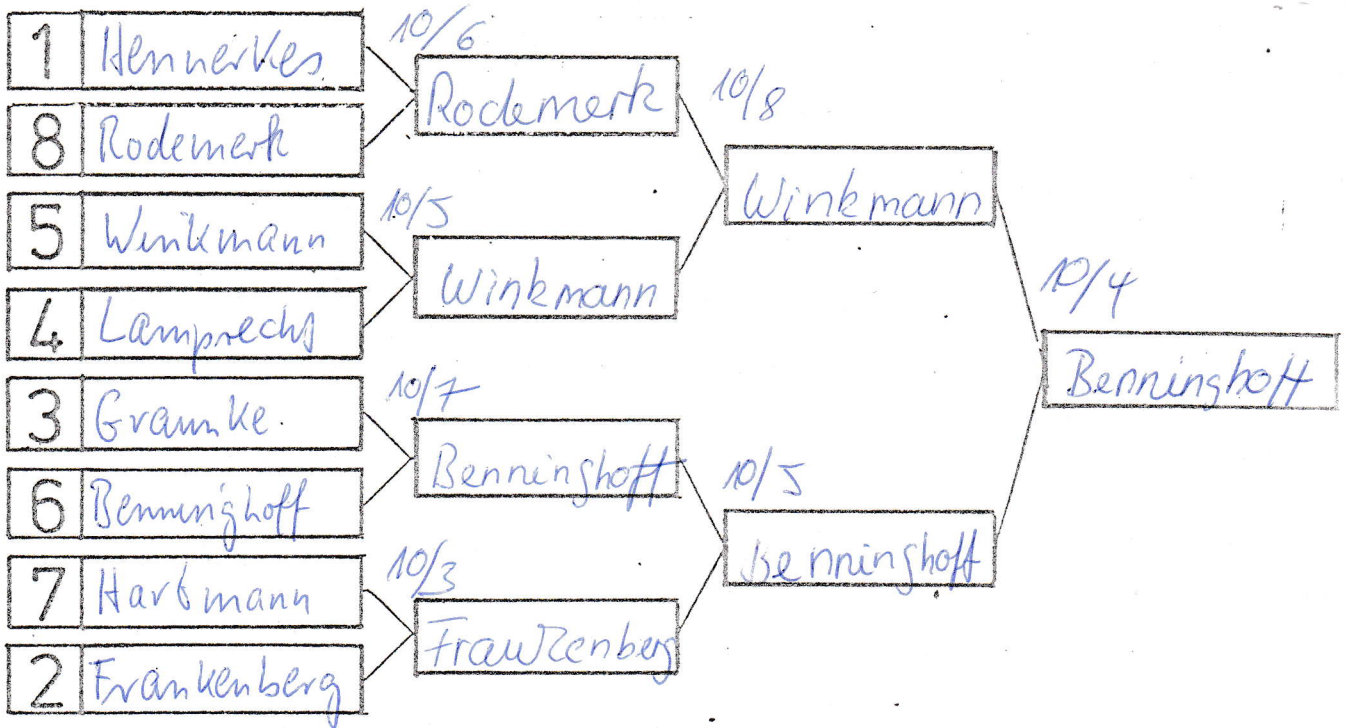 1 Hennerkes
10/6
Rodemerk
8 Rodemerk
10/8
Winkmann
5 Winkmann
10/5
Winkmann
4 Lamprecht
10/4
Benninghoff
3 Gramke
10/7
Benninghoff
6 Benninghoff
10/5
Benninghoff
7 Hartmann
10/3
Frankenberg
2 Frankenberg